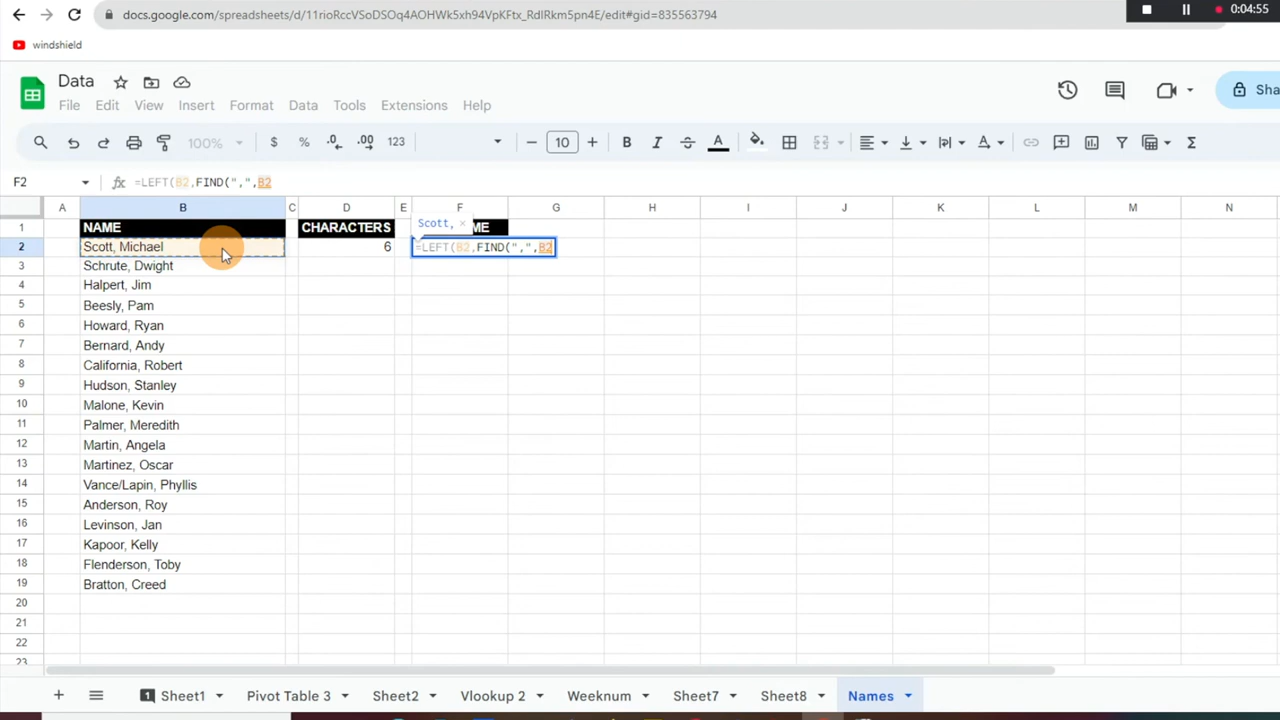 docs.google.com/spreadsheets/d/11rioRccVSoDSOq4AOHWk5xh94VpKFtx_RdlRkm5pn4E/edit#gid=835563794
04:55
windshield
Data
File Edit View Insert Format Data Tools Extensions Help
Sha
100% $ % .0 .00 123 10 B I A
F2 =LEFT(B2,FIND(",",B2
A B C D E F G H I J K L M N
Scott, ×
1 NAME CHARACTERS ME
2 Scott, Michael 6 =LEFT(B2,FIND(",",B2
3 Schrute, Dwight
4 Halpert, Jim
5 Beesly, Pam
6 Howard, Ryan
7 Bernard, Andy
8 California, Robert
9 Hudson, Stanley
10 Malone, Kevin
11 Palmer, Meredith
12 Martin, Angela
13 Martinez, Oscar
14 Vance/Lapin, Phyllis
15 Anderson, Roy
16 Levinson, Jan
17 Kapoor, Kelly
18 Flenderson, Toby
19 Bratton, Creed
20
21
22
23
1 Sheet1 Pivot Table 3 Sheet2 Vlookup 2 Weeknum Sheet7 Sheet8 Names